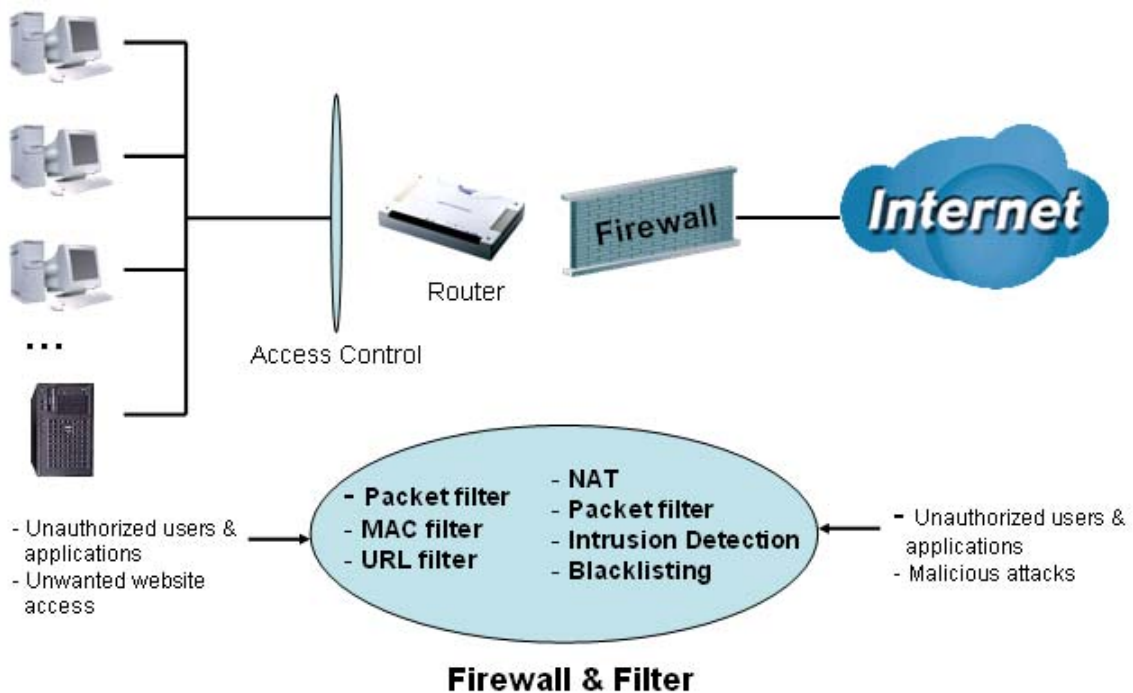 Internet
Firewall
Router
...
Access Control
- Packet filter
- MAC filter
- URL filter
- NAT
- Packet filter
- Intrusion Detection
- Blacklisting
- Unauthorized users &
applications
- Unwanted website
access
- Unauthorized users &
applications
- Malicious attacks
Firewall & Filter